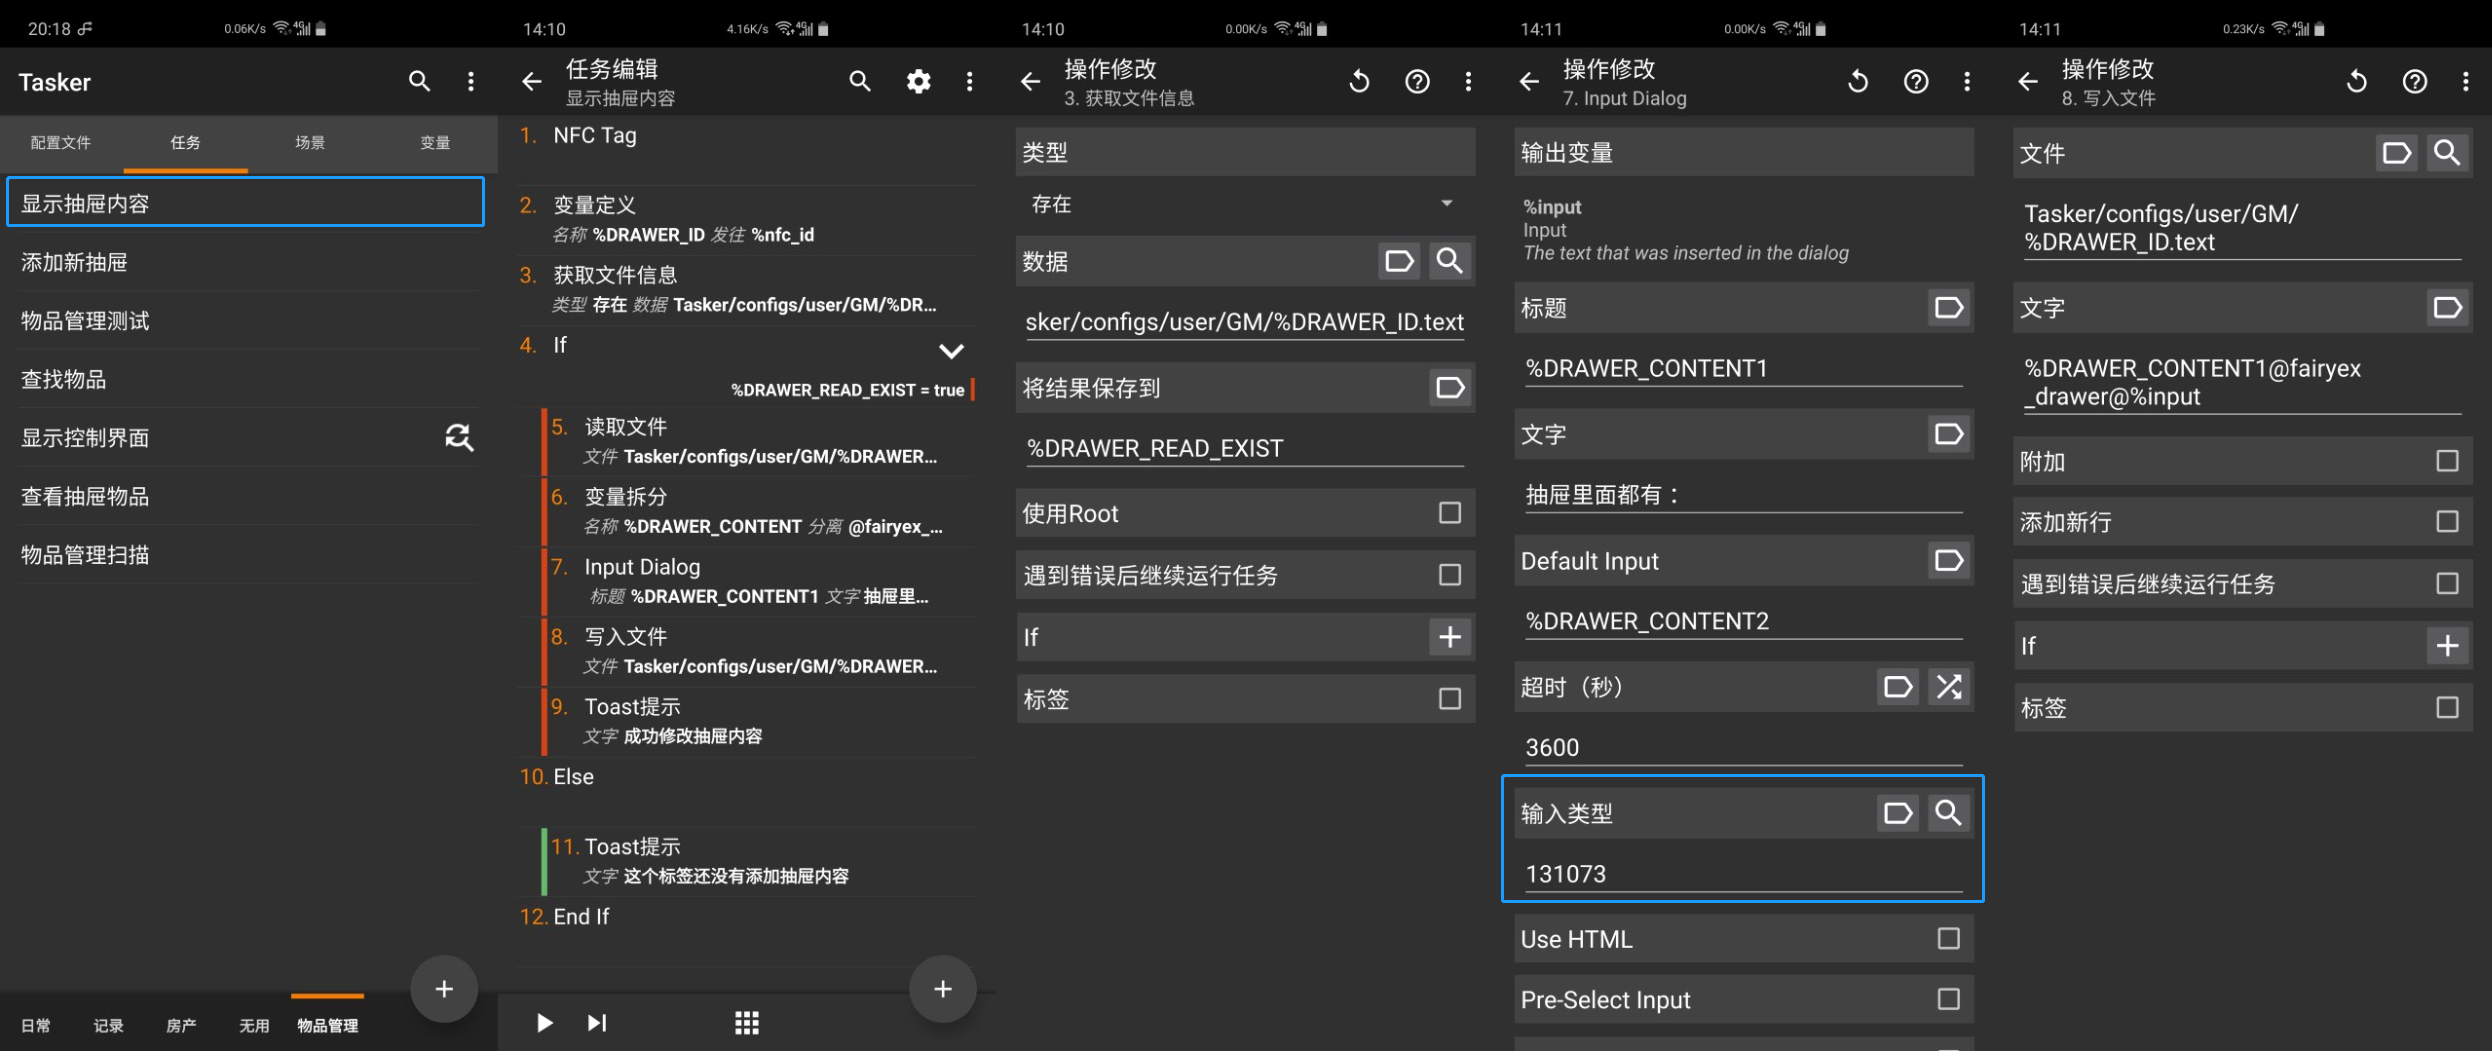 20:18
0.06K/s
4G
Tasker
配置文件
任务
场景
变量
显示抽屉内容
添加新抽屉
物品管理测试
查找物品
显示控制界面
查看抽屉物品
物品管理扫描
日常
记录
房产
无用
物品管理
14:10
4.16K/s
4G
任务编辑
显示抽屉内容
1. NFC Tag
2. 变量定义
名称 %DRAWER_ID 发往 %nfc_id
3. 获取文件信息
类型 存在 数据 Tasker/configs/user/GM/%DR...
4. If
%DRAWER_READ_EXIST = true
5. 读取文件
文件 Tasker/configs/user/GM/%DRAWER...
6. 变量拆分
名称 %DRAWER_CONTENT 分离 @fairyex_...
7. Input Dialog
标题 %DRAWER_CONTENT1 文字 抽屉里...
8. 写入文件
文件 Tasker/configs/user/GM/%DRAWER...
9. Toast提示
文字 成功修改抽屉内容
10. Else
11. Toast提示
文字 这个标签还没有添加抽屉内容
12. End If
14:10
0.00K/s
4G
操作修改
3. 获取文件信息
类型
存在
数据
sker/configs/user/GM/%DRAWER_ID.text
将结果保存到
%DRAWER_READ_EXIST
使用Root
遇到错误后继续运行任务
If
标签
14:11
0.00K/s
4G
操作修改
7. Input Dialog
输出变量
%input
Input
The text that was inserted in the dialog
标题
%DRAWER_CONTENT1
文字
抽屉里面都有：
Default Input
%DRAWER_CONTENT2
超时（秒）
3600
输入类型
131073
Use HTML
Pre-Select Input
14:11
0.23K/s
4G
操作修改
8. 写入文件
文件
Tasker/configs/user/GM/
%DRAWER_ID.text
文字
%DRAWER_CONTENT1@fairyex
_drawer@%input
附加
添加新行
遇到错误后继续运行任务
If
标签